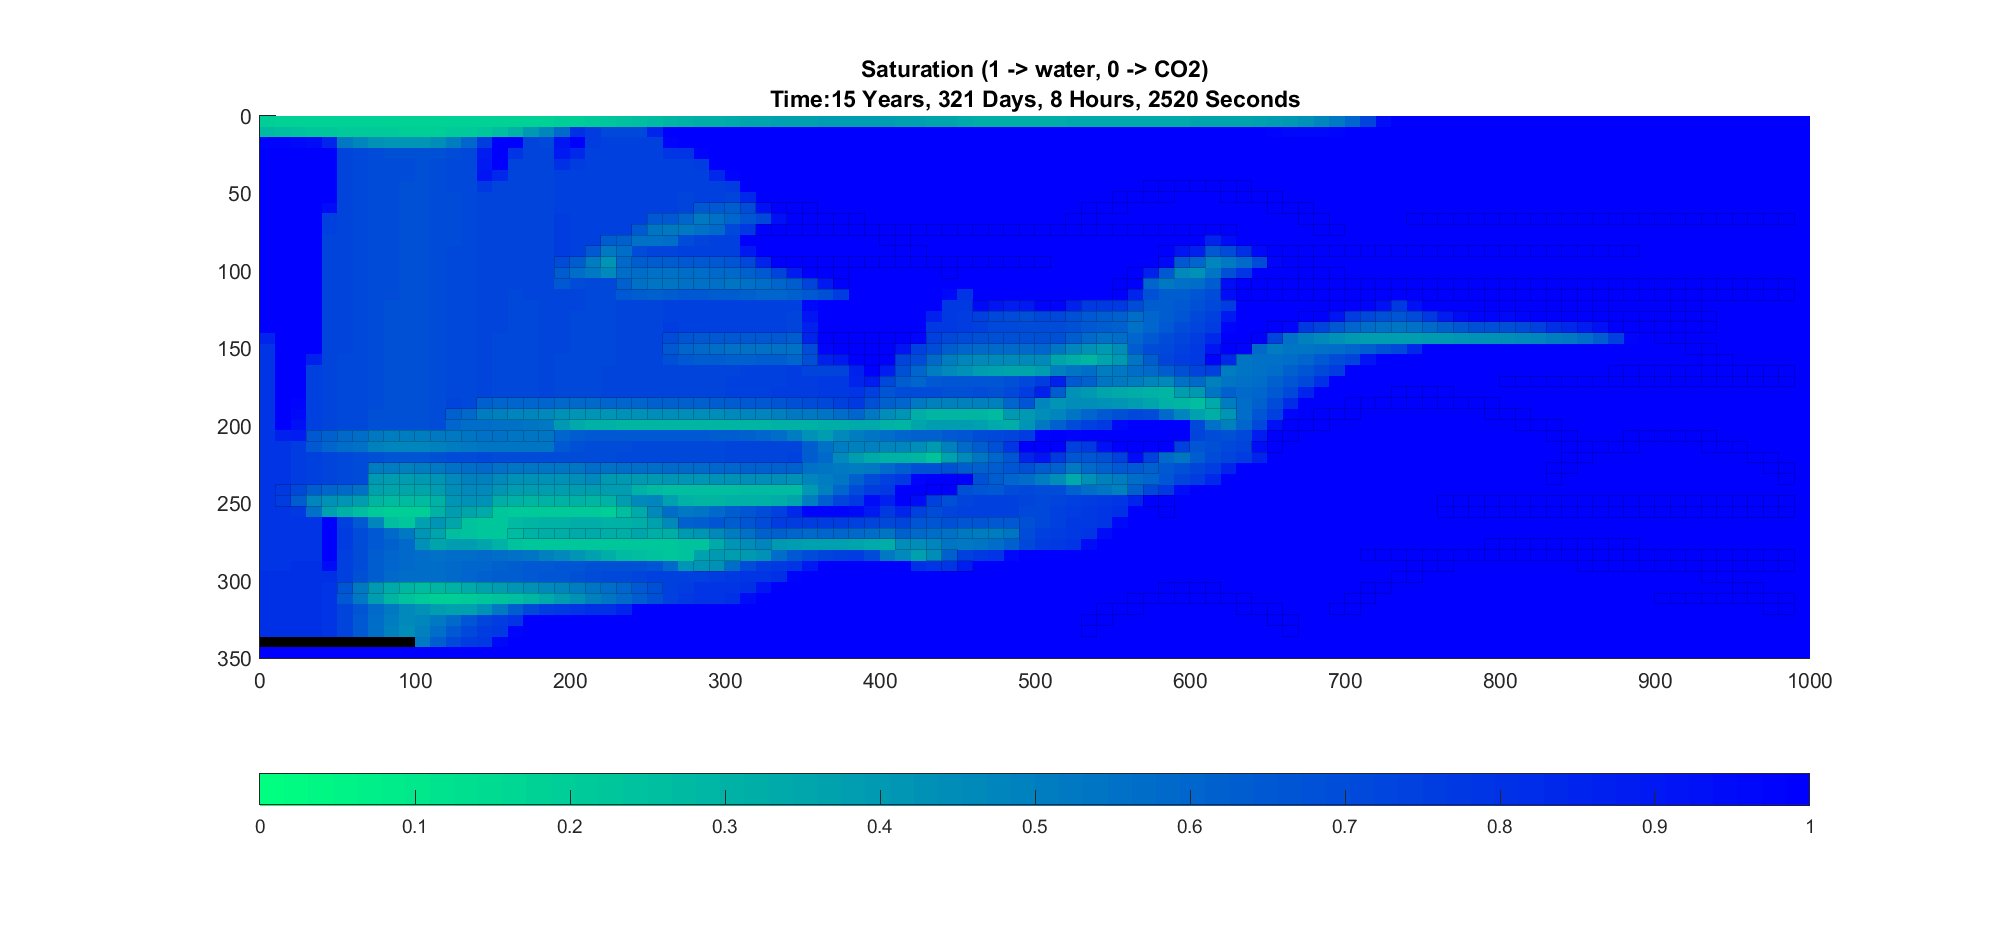 Saturation (1 -> water, 0 -> CO2)
Time:15 Years, 321 Days, 8 Hours, 2520 Seconds
0
50
100
150
200
250
300
350
0 100 200 300 400 500 600 700 800 900 1000
0 0.1 0.2 0.3 0.4 0.5 0.6 0.7 0.8 0.9 1